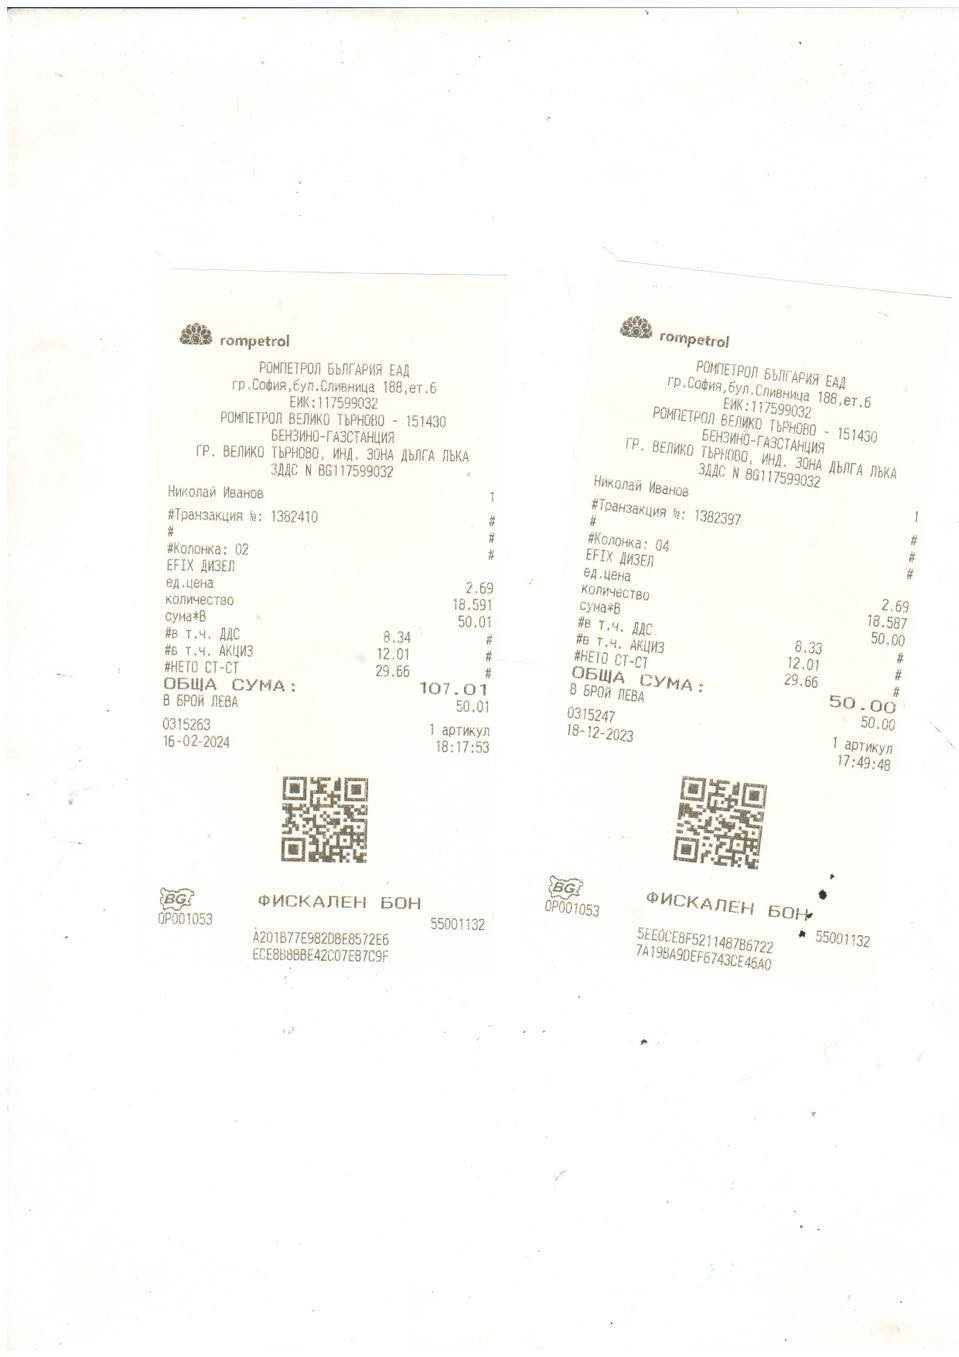 rompetrol
РОМПЕТРОЛ БЪЛГАРИЯ ЕАД
гр.София,бул.Сливница 188,ет.6
ЕИК:117599032
РОМПЕТРОЛ ВЕЛИКО ТЪРНОВО - 151430
БЕНЗИНО-ГАЗСТАНЦИЯ
ГР. ВЕЛИКО ТЪРНОВО, ИНД. ЗОНА ДЪЛГА ЛЪКА
ЗДДС N BG117599032
Николай Иванов 1
#Транзакция №: 1382410 #
# #
#Колонка: 02 #
EFIX ДИЗЕЛ
ед.цена 2.69
количество 18.591
сума*В 50.01
#в т.ч. ДДС 8.34 #
#в т.ч. АКЦИЗ 12.01 #
#НЕТО СТ-СТ 29.66 #
ОБЩА СУМА: 107.01
В БРОЙ ЛЕВА 50.01
0315263 1 артикул
16-02-2024 18:17:53
BG
ФИСКАЛЕН БОН
0P001053 55001132
A201B77E982DBE8572E6
ECE8B8BBE42C07E87C9F
rompetrol
РОМПЕТРОЛ БЪЛГАРИЯ ЕАД
гр.София,бул.Сливница 188,ет.6
ЕИК:117599032
РОМПЕТРОЛ ВЕЛИКО ТЪРНОВО - 151430
БЕНЗИНО-ГАЗСТАНЦИЯ
ГР. ВЕЛИКО ТЪРНОВО, ИНД. ЗОНА ДЪЛГА ЛЪКА
ЗДДС N BG117599032
Николай Иванов 1
#Транзакция №: 1382397 #
# #
#Колонка: 04 #
EFIX ДИЗЕЛ
ед.цена 2.69
количество 18.587
сума*В 50.00
#в т.ч. ДДС 8.33 #
#в т.ч. АКЦИЗ 12.01 #
#НЕТО СТ-СТ 29.66 #
ОБЩА СУМА: 50.00
В БРОЙ ЛЕВА 50.00
0315247 1 артикул
18-12-2023 17:49:48
BG
ФИСКАЛЕН БОН
0P001053 55001132
5EE0CE8F5211487B6722
7A19BA9DEF6743CE46A0